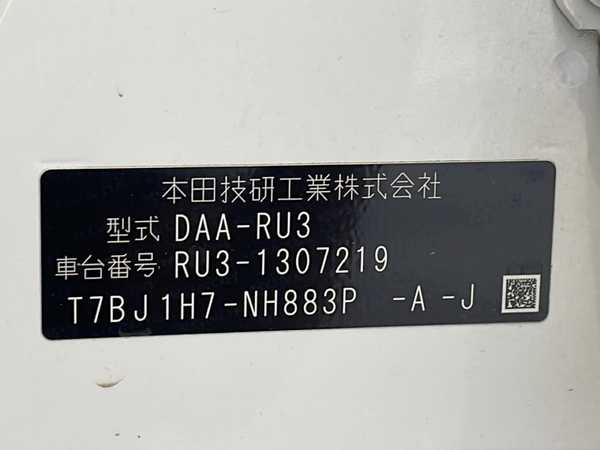 本田技研工業株式会社
型式 DAA-RU3
車台番号 RU3-1307219
T7BJ1H7-NH883P -A-J